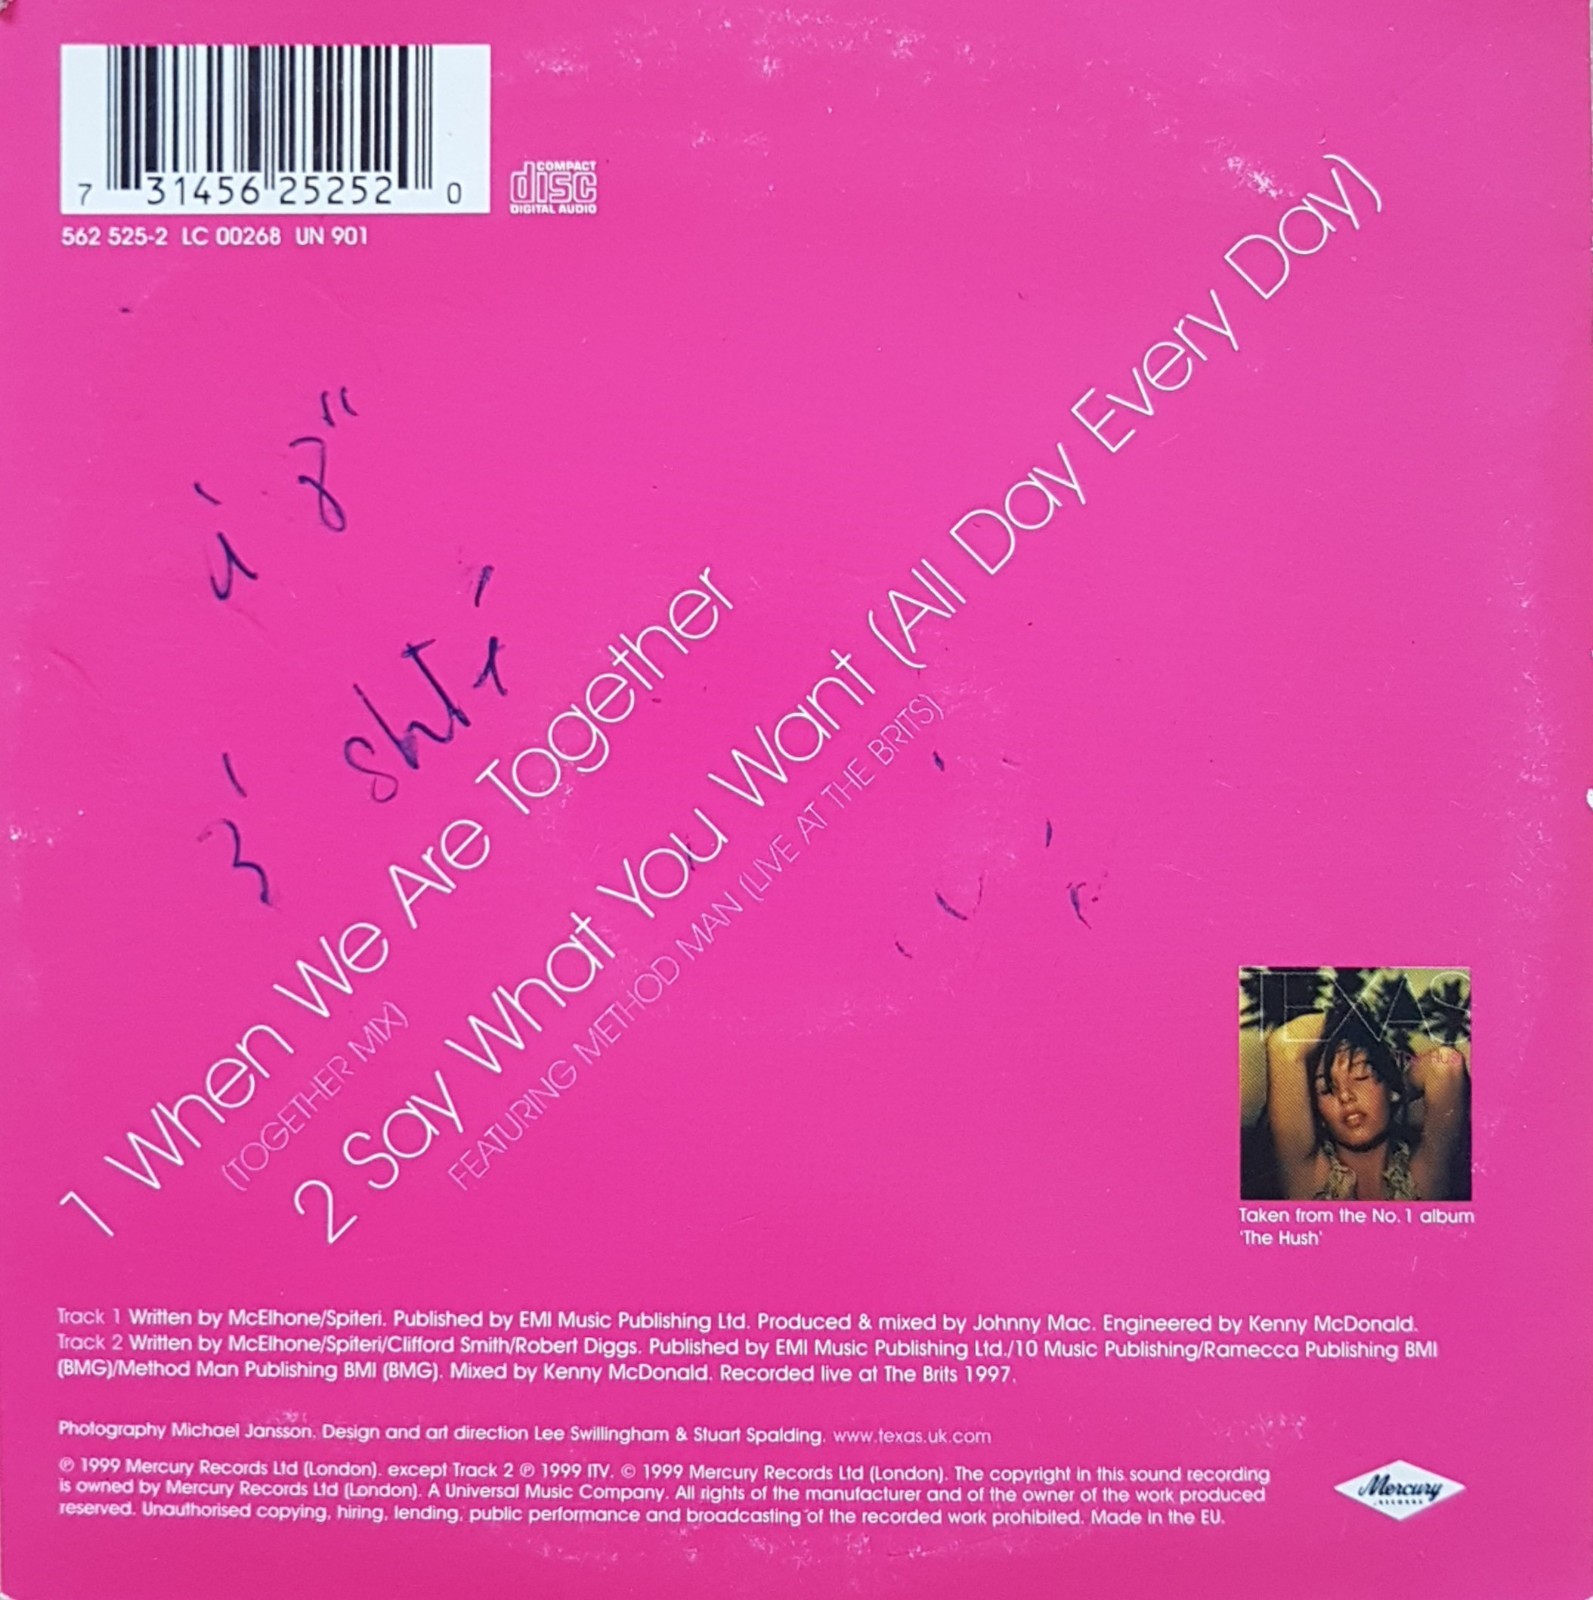 7 31456 25252 0
COMPACT
disc
DIGITAL AUDIO
562 525-2 LC 00268 UN 901
1 When We Are Together
(TOGETHER MIX)
2 Say What You Want (All Day Every Day)
FEATURING METHOD MAN (LIVE AT THE BRITS)
TEXAS
The Hush
Taken from the No.1 album
'The Hush'
Track 1 Written by McElhone/Spiteri. Published by EMI Music Publishing Ltd. Produced & mixed by Johnny Mac. Engineered by Kenny McDonald.
Track 2 Written by McElhone/Spiteri/Clifford Smith/Robert Diggs. Published by EMI Music Publishing Ltd./10 Music Publishing/Ramecca Publishing BMI
(BMG)/Method Man Publishing BMI (BMG). Mixed by Kenny McDonald. Recorded live at The Brits 1997.
Photography Michael Jansson. Design and art direction Lee Swillingham & Stuart Spalding. www.texas.uk.com
℗ 1999 Mercury Records Ltd (London). except Track 2 ℗ 1999 ITV. © 1999 Mercury Records Ltd (London). The copyright in this sound recording
is owned by Mercury Records Ltd (London). A Universal Music Company. All rights of the manufacturer and of the owner of the work produced
reserved. Unauthorised copying, hiring, lending, public performance and broadcasting of the recorded work prohibited. Made in the EU.
Mercury
RECORDS